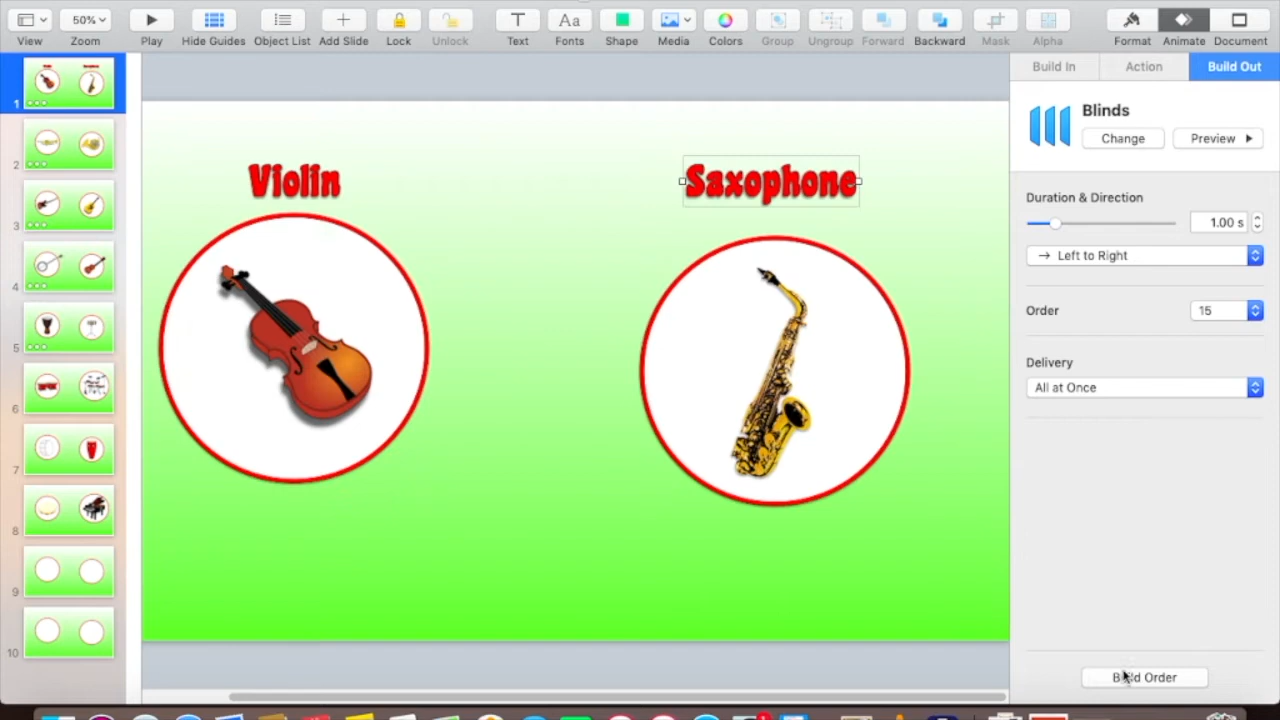 50%
View Zoom Play Hide Guides Object List Add Slide Lock Unlock Text Fonts Shape Media Colors Group Ungroup Forward Backward Mask Alpha Format Animate Document
Build In Action Build Out
Blinds
Change Preview
Duration & Direction
1.00 s
→ Left to Right
Order 15
Delivery
All at Once
Build Order
Violin Saxophone
1
2
3
4
5
6
7
8
9
10